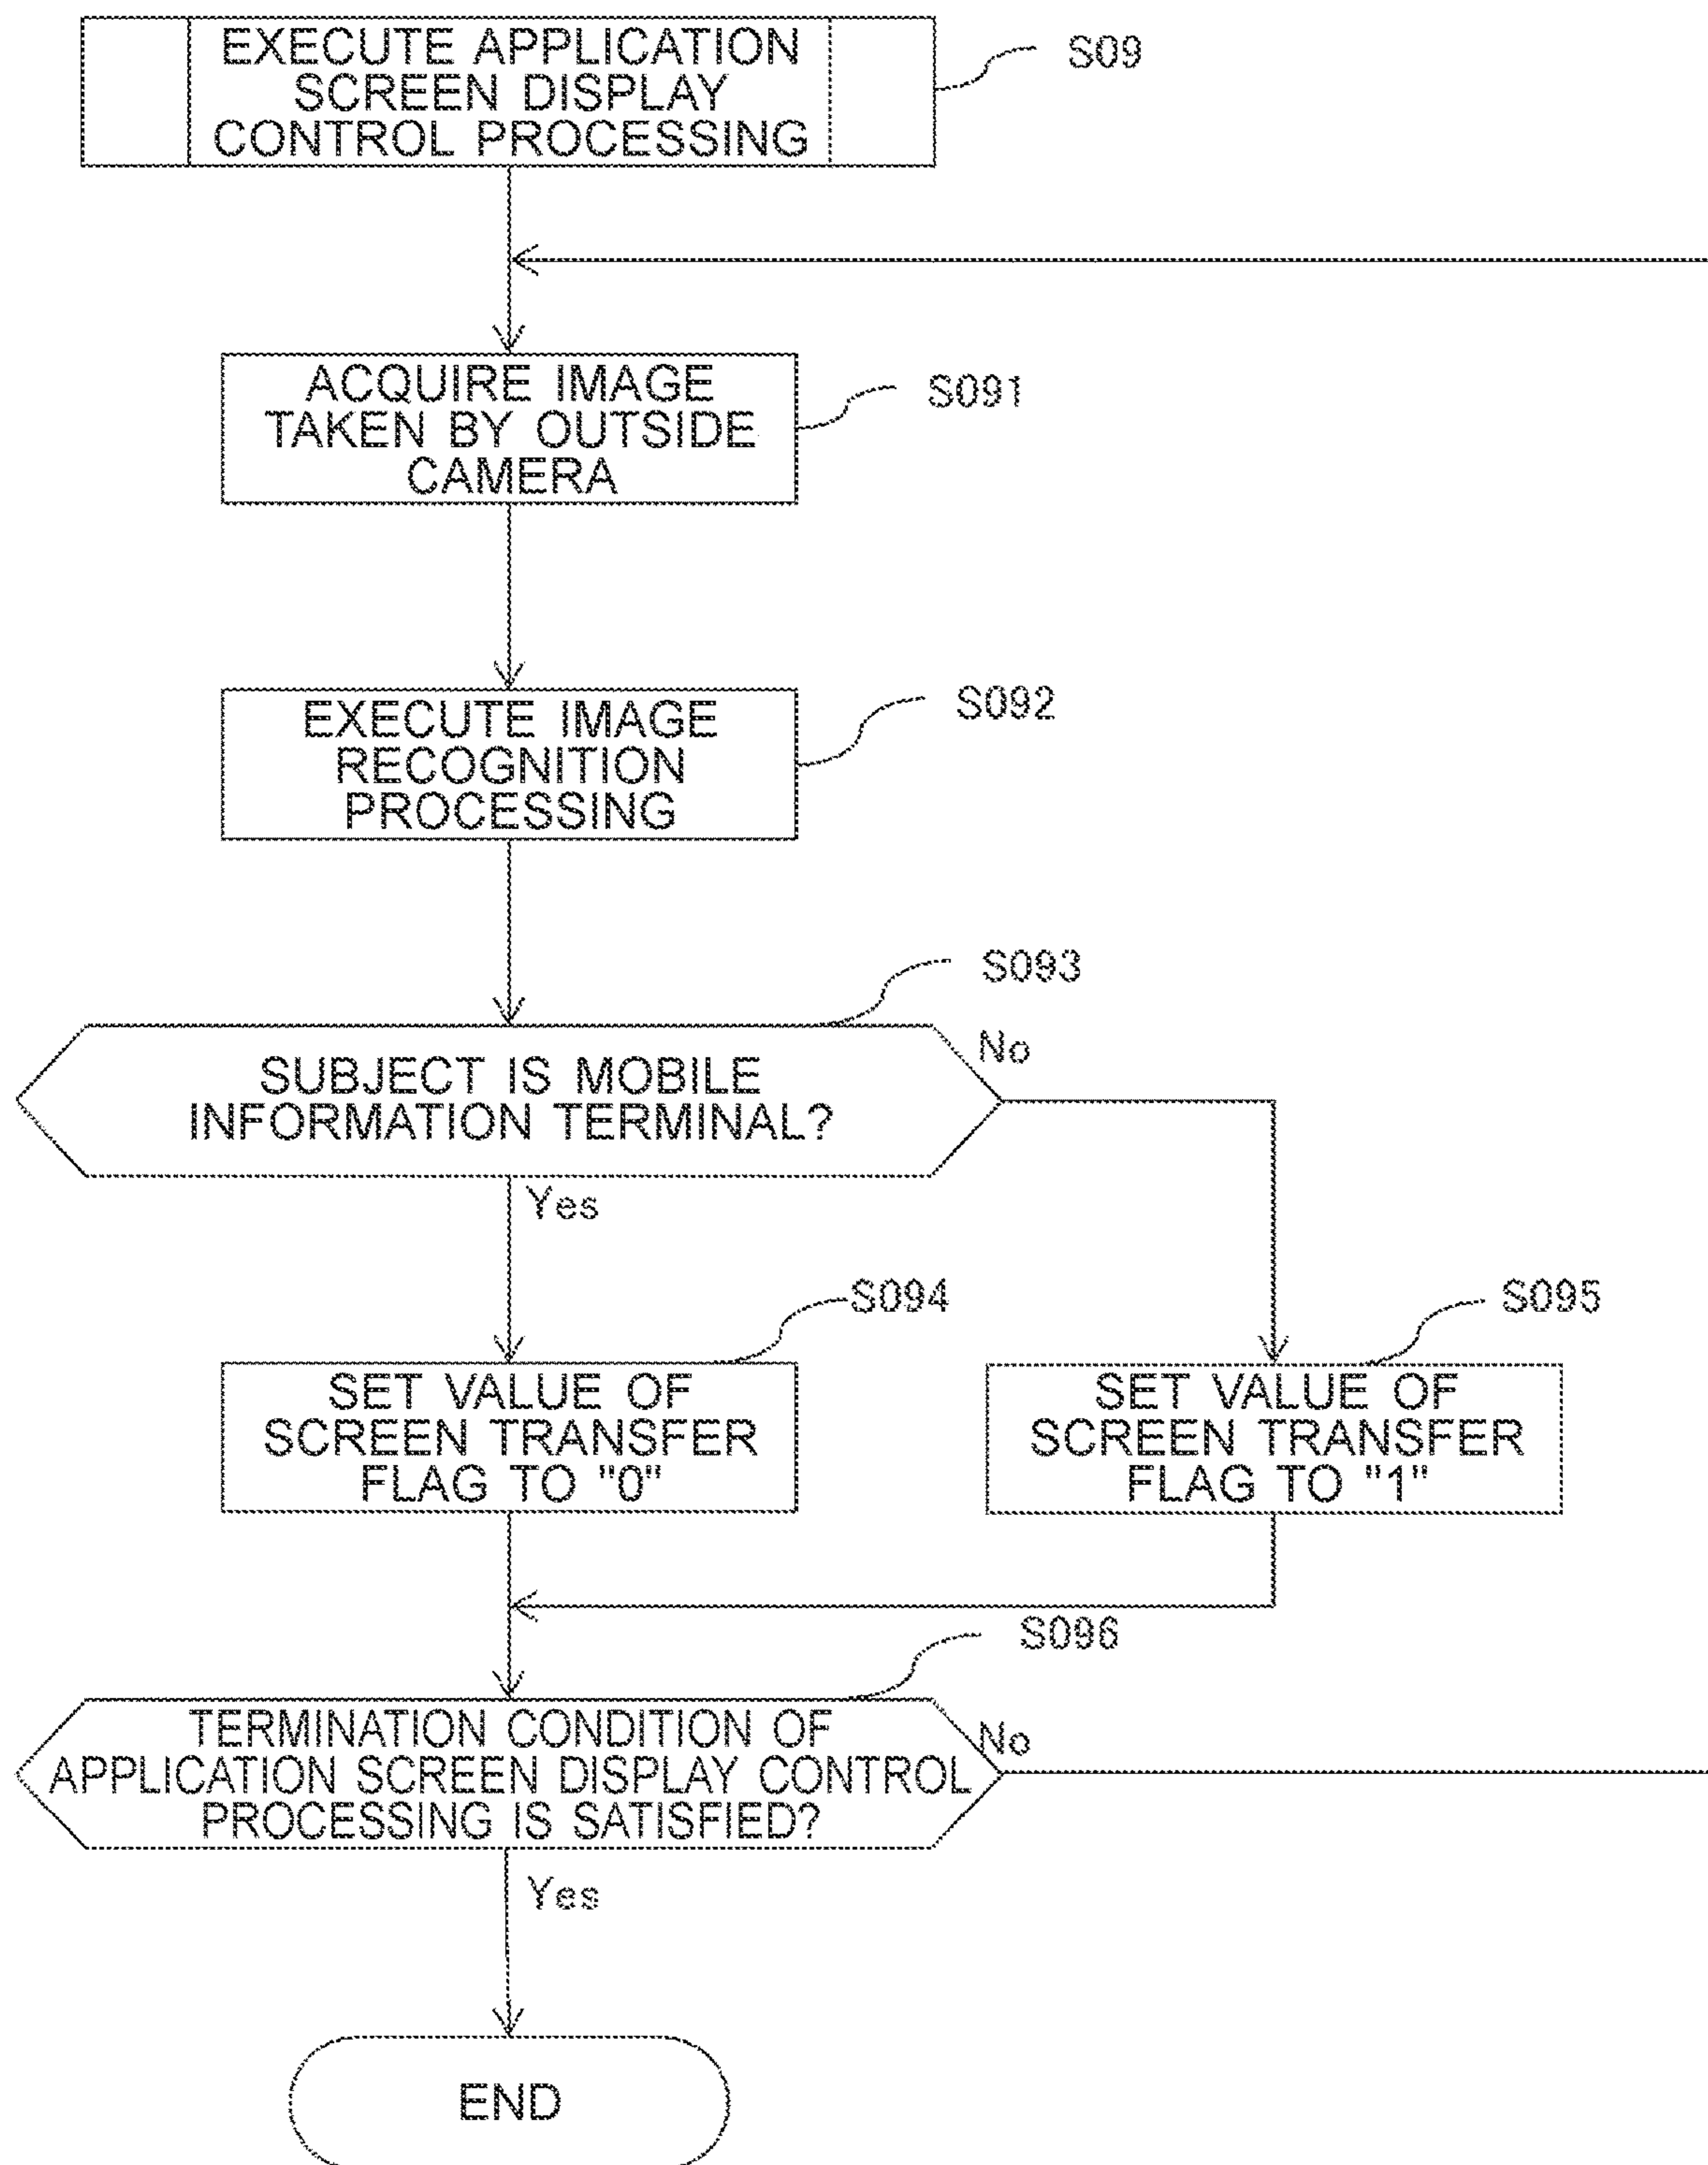 EXECUTE APPLICATION
SCREEN DISPLAY
CONTROL PROCESSING
S09
ACQUIRE IMAGE
TAKEN BY OUTSIDE
CAMERA
S091
EXECUTE IMAGE
RECOGNITION
PROCESSING
S092
S093
SUBJECT IS MOBILE
INFORMATION TERMINAL?
No
Yes
S094
SET VALUE OF
SCREEN TRANSFER
FLAG TO "0"
S095
SET VALUE OF
SCREEN TRANSFER
FLAG TO "1"
S096
TERMINATION CONDITION OF
APPLICATION SCREEN DISPLAY CONTROL
PROCESSING IS SATISFIED?
No
Yes
END